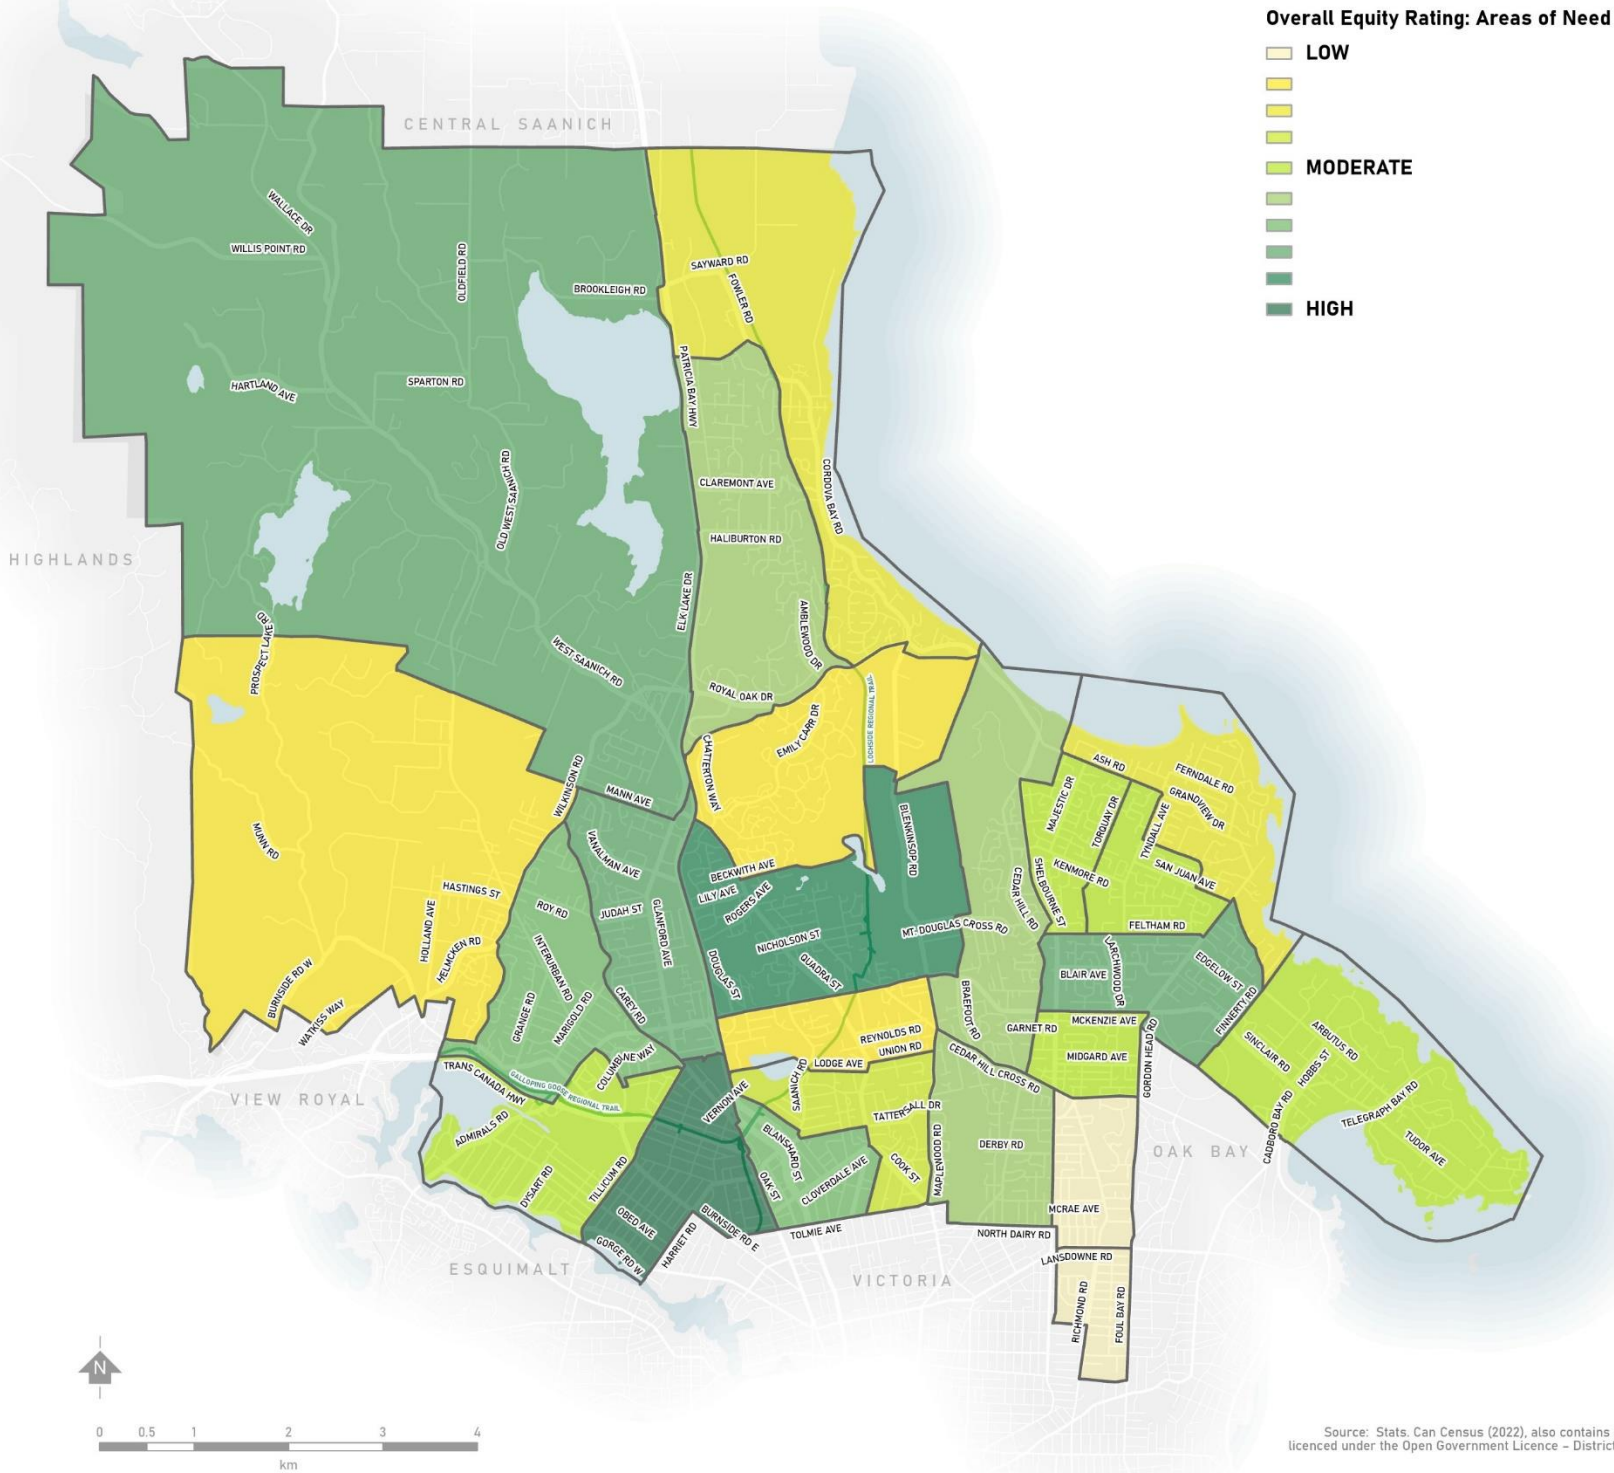 Overall Equity Rating: Areas of Need
LOW
MODERATE
HIGH
CENTRAL SAANICH
WALLACE DR
WILLIS POINT RD
OLDFIELD RD
BROOKLEIGH RD
SAYWARD RD
FOWLER RD
HARTLAND AVE
SPARTON RD
PATRICIA BAY HWY
OLD WEST SAANICH RD
CLAREMONT AVE
CORDOVA BAY RD
HALIBURTON RD
HIGHLANDS
ELK LAKE DR
AMBLEWOOD DR
PROSPECT LAKE RD
WEST SAANICH RD
ROYAL OAK DR
EMILY CARR DR
LOCHSIDE REGIONAL TRAIL
CHATTERTON WAY
WILKINSON RD
MANN AVE
ASH RD
FERNDALE RD
GRANDVIEW DR
MAJESTIC DR
TORQUAY DR
TYNDALL AVE
MUNN RD
VANALMAN AVE
BLENKINSOP RD
BECKWITH AVE
LILY AVE
ROGERS AVE
KENMORE RD
SAN JUAN AVE
SHELBOURNE ST
CEDAR HILL RD
HASTINGS ST
HOLLAND AVE
HELMCKEN RD
ROY RD
JUDAH ST
GLANFORD AVE
NICHOLSON ST
MT. DOUGLAS CROSS RD
FELTHAM RD
INTERURBAN RD
DOUGLAS ST
QUADRA ST
BLAIR AVE
LARCHWOOD DR
EDGELOW ST
BURNSIDE RD W
WATKISS WAY
GRANGE RD
MARIGOLD RD
CAREY RD
BRAEFOOT RD
GARNET RD
MCKENZIE AVE
FINNERTY RD
REYNOLDS RD
UNION RD
LODGE AVE
CEDAR HILL CROSS RD
MIDGARD AVE
GORDON HEAD RD
SINCLAIR RD
ARBUTUS RD
HOBBS ST
COLUMBINE WAY
TRANS CANADA HWY
GALLOPING GOOSE REGIONAL TRAIL
VIEW ROYAL
VERNON AVE
SAANICH RD
TATTERSALL DR
TELEGRAPH BAY RD
TUDOR AVE
CADBORO BAY RD
ADMIRALS RD
BLANSHARD ST
DERBY RD
OAK BAY
DYSART RD
TILLICUM RD
OAK ST
CLOVERDALE AVE
COOK ST
MAPLEWOOD RD
OBED AVE
BURNSIDE RD E
MCRAE AVE
GORGE RD W
HARRIET RD
TOLMIE AVE
NORTH DAIRY RD
LANSDOWNE RD
ESQUIMALT
VICTORIA
RICHMOND RD
FOUL BAY RD
N
0 0.5 1 2 3 4
km
Source: Stats. Can Census (2022), also contains
licenced under the Open Government Licence – District